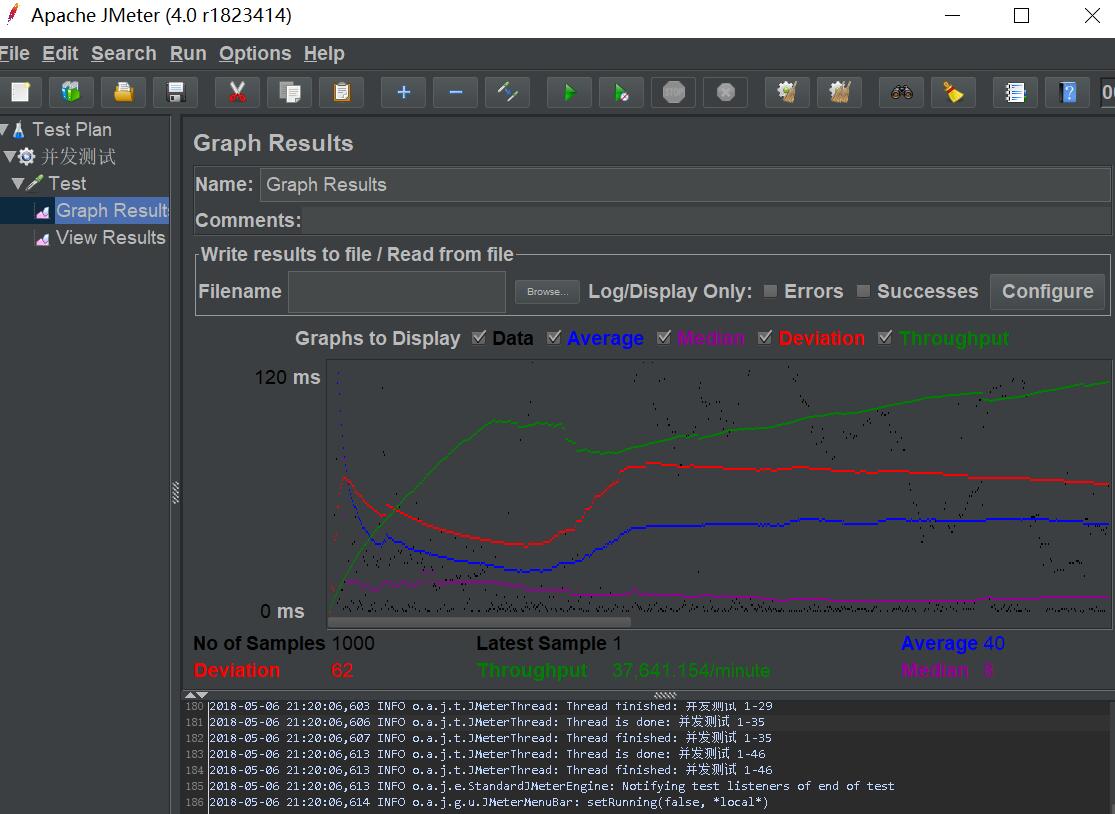 Apache JMeter (4.0 r1823414)
File Edit Search Run Options Help
STOP
Test Plan
并发测试
Test
Graph Results
View Results
Graph Results
Name: Graph Results
Comments:
Write results to file / Read from file
Filename Browse... Log/Display Only: Errors Successes Configure
Graphs to Display Data Average Median Deviation Throughput
120 ms
0 ms
No of Samples 1000 Latest Sample 1 Average 40
Deviation 62 Throughput 37,641.154/minute Median
180 2018-05-06 21:20:06,603 INFO o.a.j.t.JMeterThread: Thread finished: 并发测试 1-29
181 2018-05-06 21:20:06,606 INFO o.a.j.t.JMeterThread: Thread is done: 并发测试 1-35
182 2018-05-06 21:20:06,607 INFO o.a.j.t.JMeterThread: Thread finished: 并发测试 1-35
183 2018-05-06 21:20:06,613 INFO o.a.j.t.JMeterThread: Thread is done: 并发测试 1-46
184 2018-05-06 21:20:06,613 INFO o.a.j.t.JMeterThread: Thread finished: 并发测试 1-46
185 2018-05-06 21:20:06,613 INFO o.a.j.e.StandardJMeterEngine: Notifying test listeners of end of test
186 2018-05-06 21:20:06,614 INFO o.a.j.g.u.JMeterMenuBar: setRunning(false, *local*)